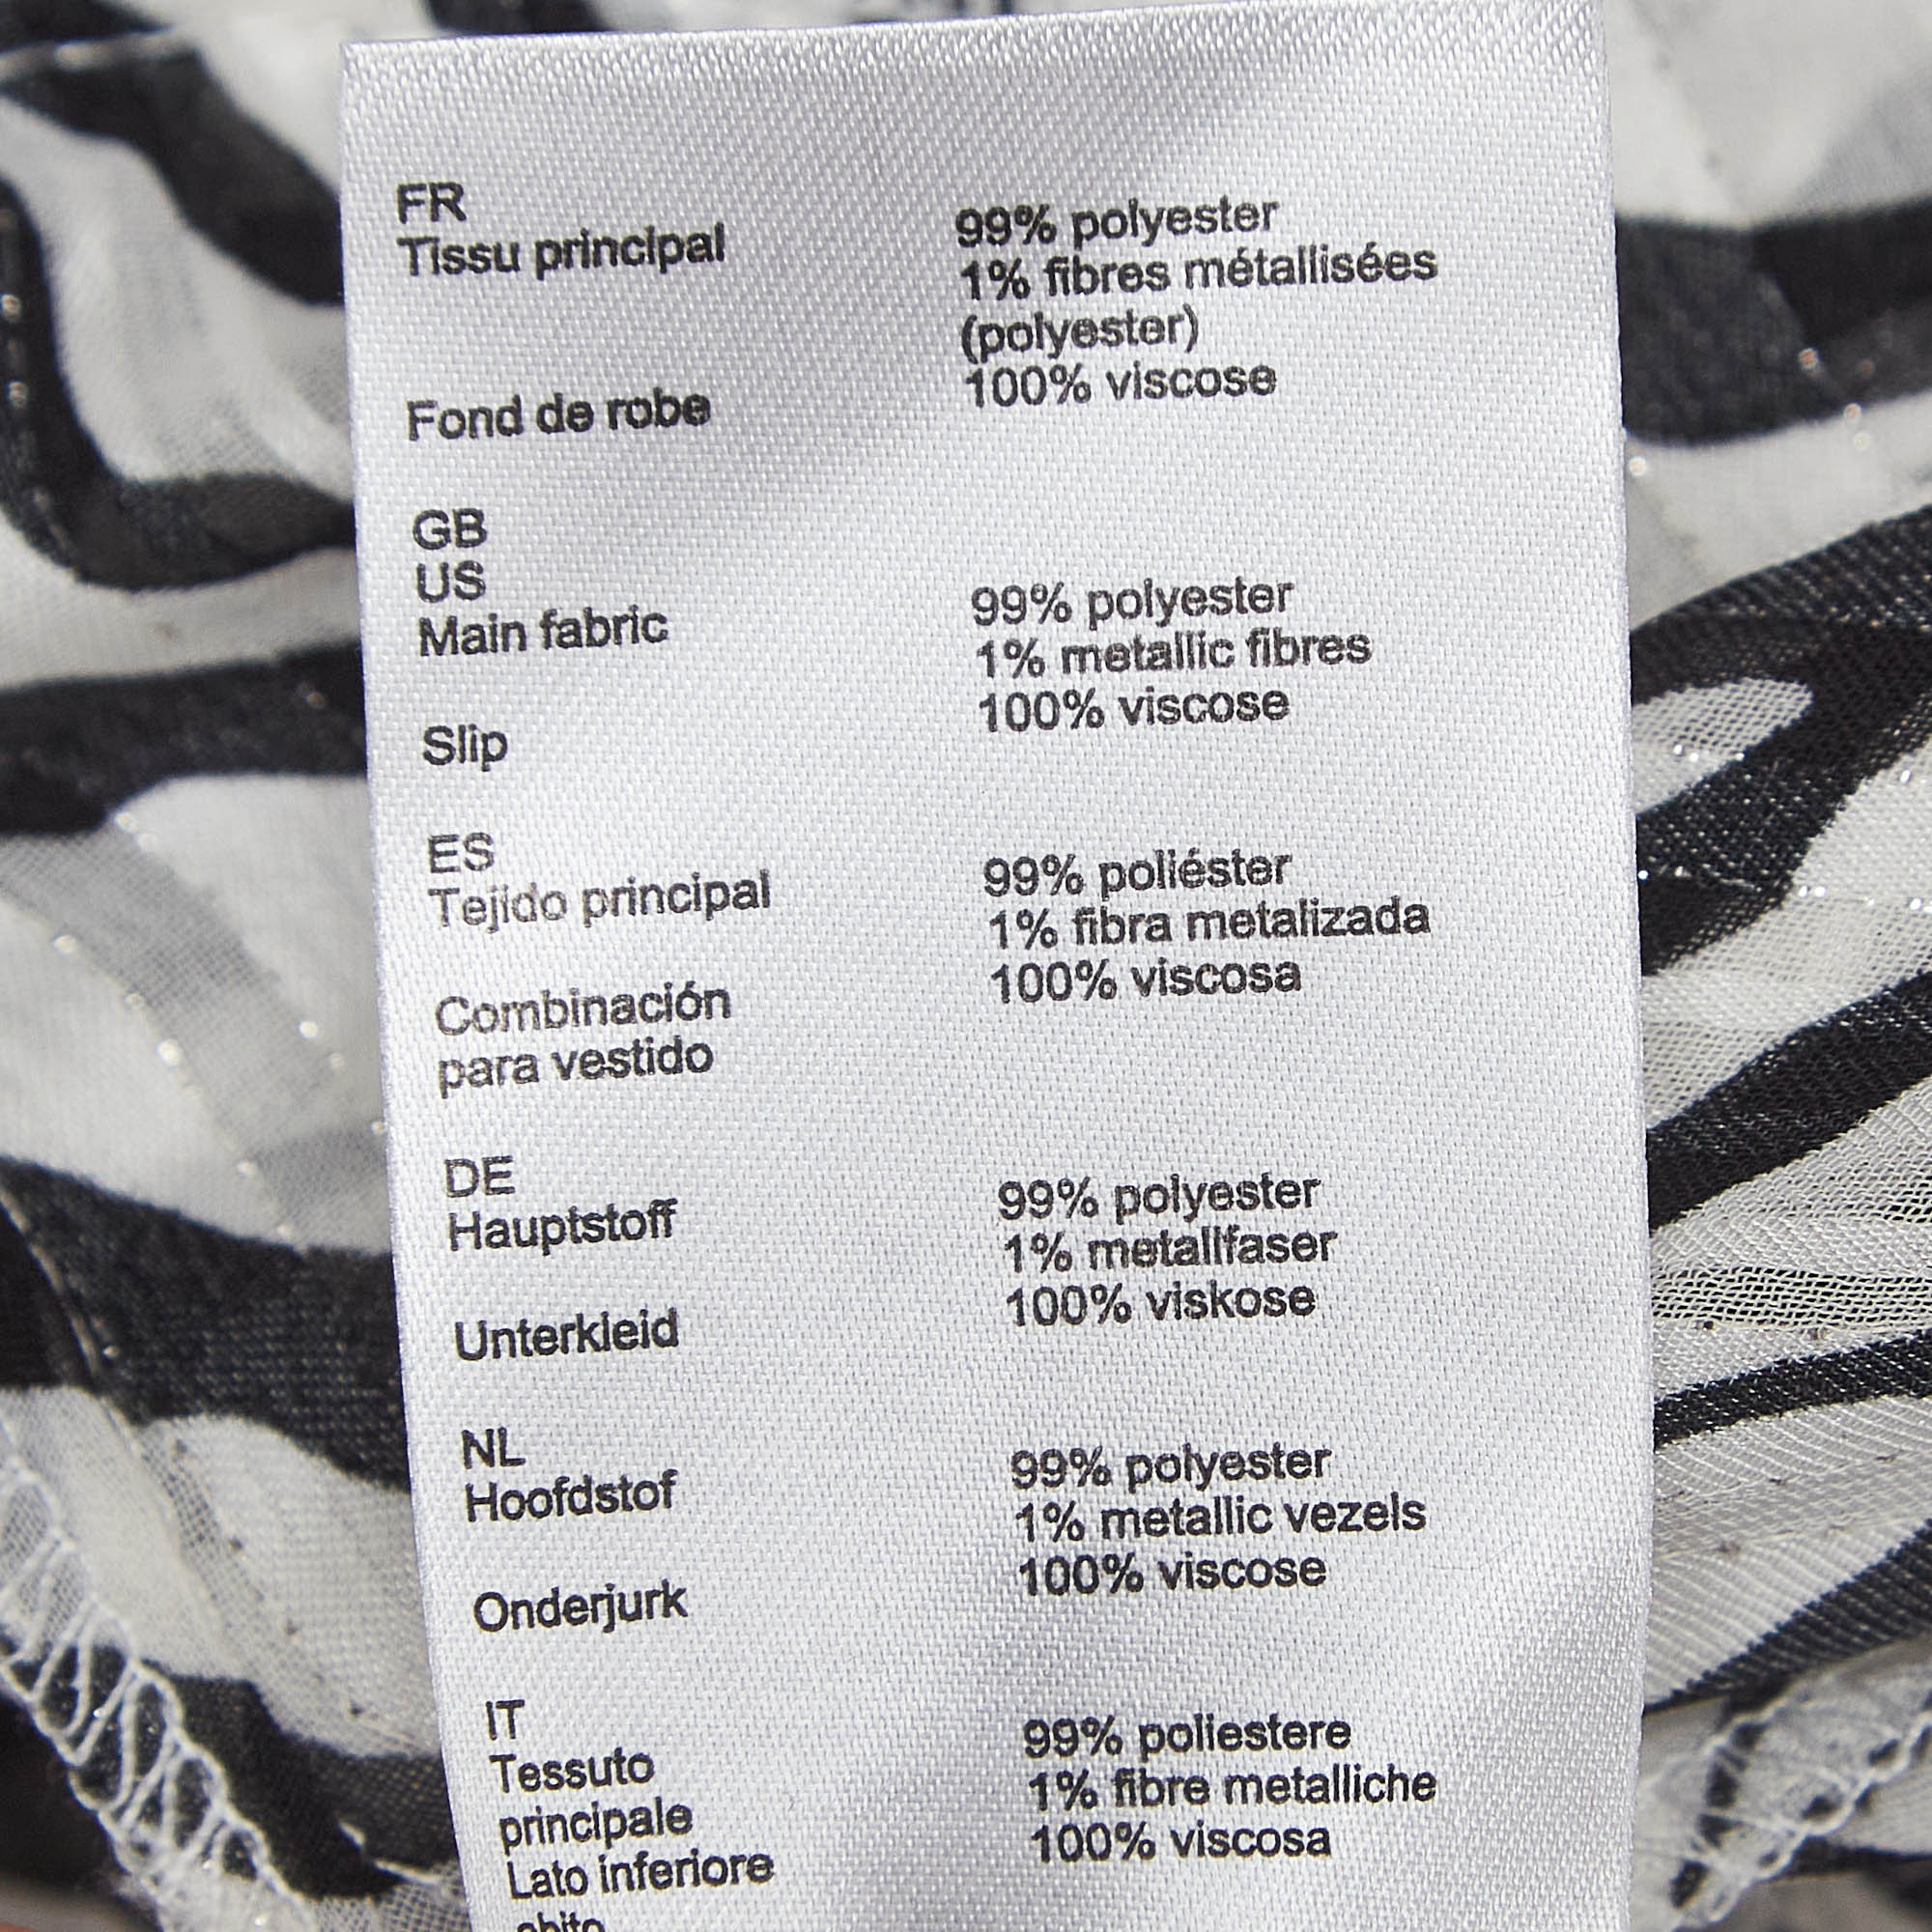 FR
Tissu principal
99% polyester
1% fibres métallisées
(polyester)
Fond de robe
100% viscose
GB
US
Main fabric
99% polyester
1% metallic fibres
Slip
100% viscose
ES
Tejido principal
99% poliéster
1% fibra metalizada
Combinación
para vestido
100% viscosa
DE
Hauptstoff
99% polyester
1% metallfaser
Unterkleid
100% viskose
NL
Hoofdstof
99% polyester
1% metallic vezels
Onderjurk
100% viscose
IT
Tessuto
principale
99% poliestere
1% fibre metalliche
Lato inferiore
abito
100% viscosa